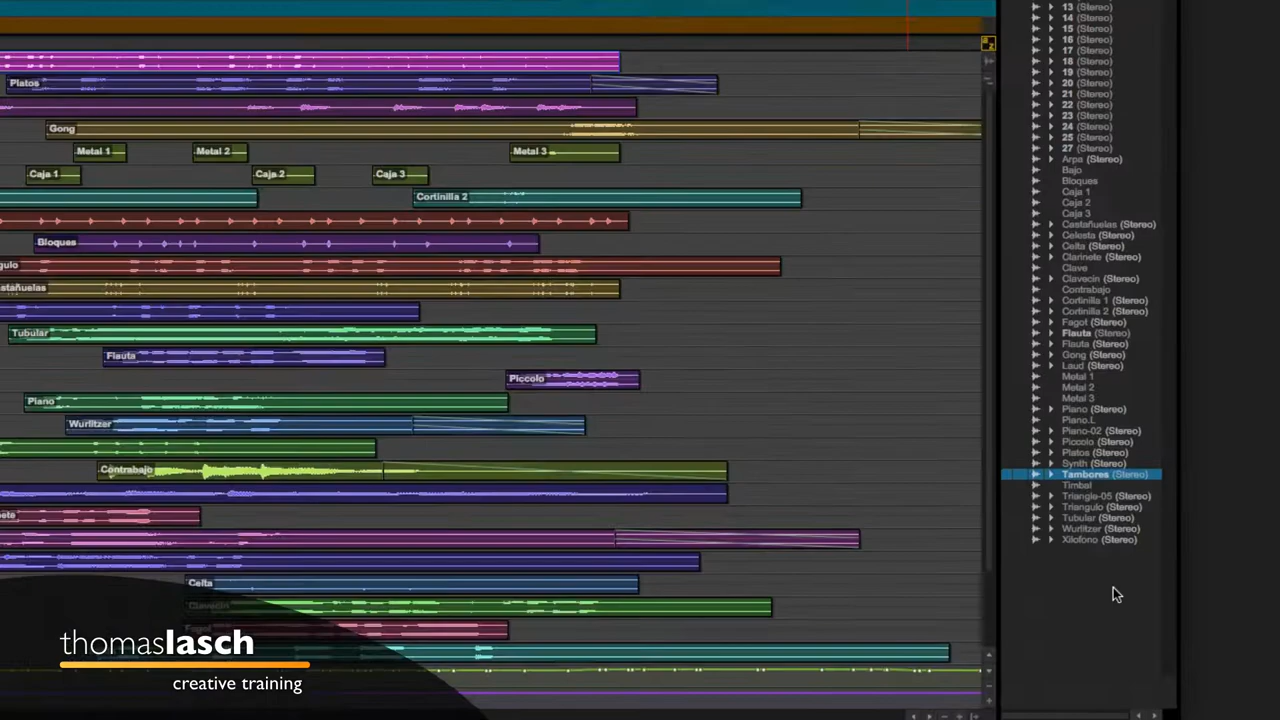 Platos
Gong
Metal 1
Metal 2
Metal 3
Caja 1
Caja 2
Caja 3
Cortinilla 2
Bloques
gulo
stañuelas
Tubular
Flauta
Piccolo
Piano
Wurlitzer
Contrabajo
ete
Celta
Clavecin
Fagot
13 (Stereo)
14 (Stereo)
15 (Stereo)
16 (Stereo)
17 (Stereo)
18 (Stereo)
19 (Stereo)
20 (Stereo)
21 (Stereo)
22 (Stereo)
23 (Stereo)
24 (Stereo)
25 (Stereo)
27 (Stereo)
Arpa (Stereo)
Bajo
Bloques
Caja 1
Caja 2
Caja 3
Castañuelas (Stereo)
Celesta (Stereo)
Celta (Stereo)
Clarinete (Stereo)
Clave
Clavecin (Stereo)
Contrabajo
Cortinilla 1 (Stereo)
Cortinilla 2 (Stereo)
Fagot (Stereo)
Flauta (Stereo)
Flauta (Stereo)
Gong (Stereo)
Laud (Stereo)
Metal 1
Metal 2
Metal 3
Piano (Stereo)
Piano.L
Piano-02 (Stereo)
Piccolo (Stereo)
Platos (Stereo)
Synth (Stereo)
Tambores (Stereo)
Timbal
Triangle-05 (Stereo)
Triangulo (Stereo)
Tubular (Stereo)
Wurlitzer (Stereo)
Xilofono (Stereo)
thomaslasch
creative training